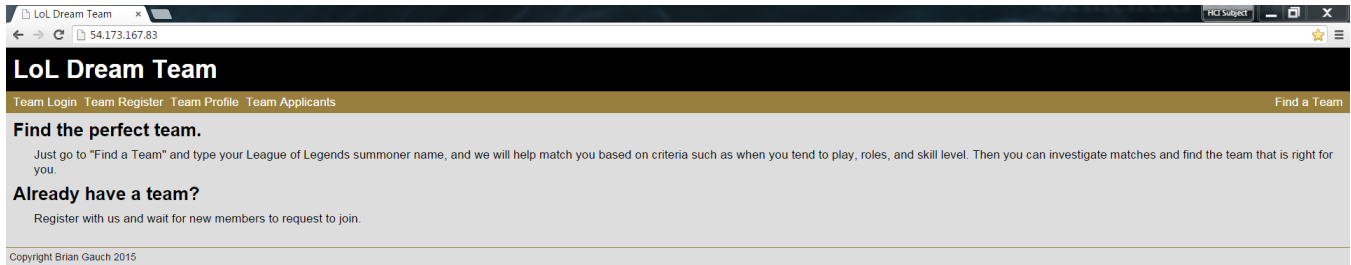 LoL Dream Team
HCI Subject
54.173.167.83
LoL Dream Team
Team Login Team Register Team Profile Team Applicants Find a Team
Find the perfect team.
Just go to "Find a Team" and type your League of Legends summoner name, and we will help match you based on criteria such as when you tend to play, roles, and skill level. Then you can investigate matches and find the team that is right for
you.
Already have a team?
Register with us and wait for new members to request to join.
Copyright Brian Gauch 2015